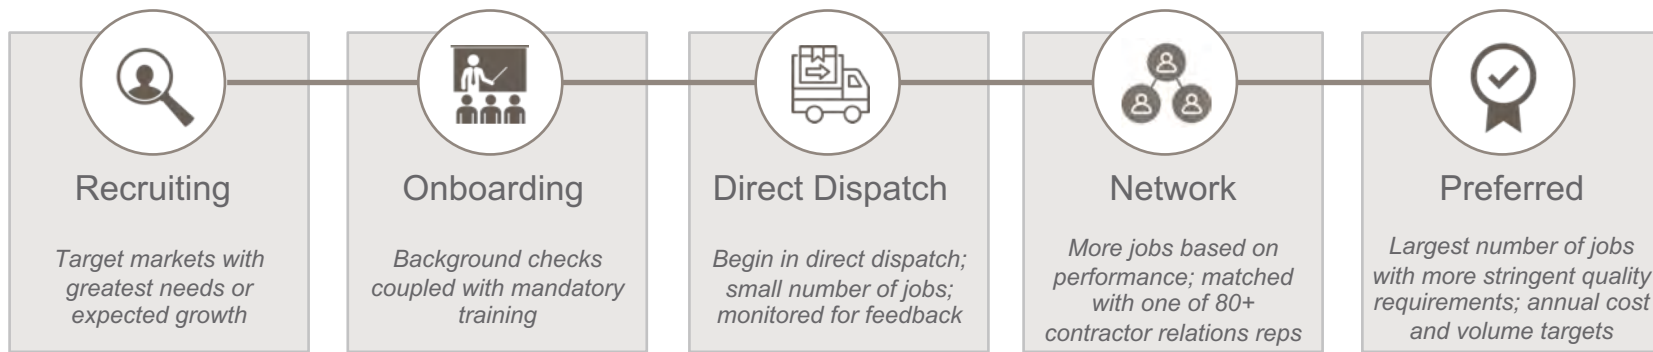 Recruiting
Target markets with
greatest needs or
expected growth
Onboarding
Background checks
coupled with mandatory
training
Direct Dispatch
Begin in direct dispatch;
small number of jobs;
monitored for feedback
Network
More jobs based on
performance; matched
with one of 80+
contractor relations reps
Preferred
Largest number of jobs
with more stringent quality
requirements; annual cost
and volume targets